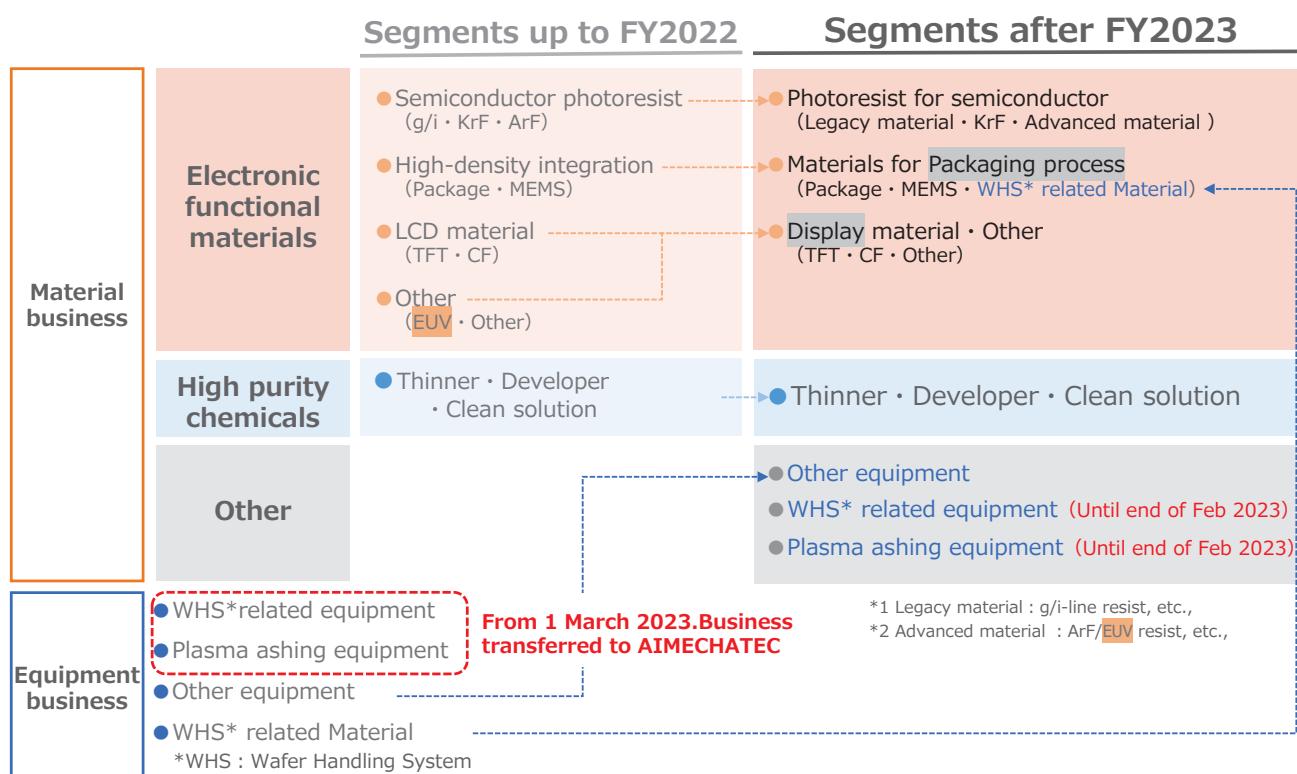 Segments up to FY2022
Segments after FY2023
Material
business
Electronic
functional
materials
●Semiconductor photoresist
(g/i・KrF・ArF)
●High-density integration
(Package・MEMS)
●LCD material
(TFT・CF)
●Other
(EUV・Other)
●Photoresist for semiconductor
(Legacy material・KrF・Advanced material )
●Materials for Packaging process
(Package・MEMS・WHS* related Material)
●Display material・Other
(TFT・CF・Other)
High purity
chemicals
●Thinner・Developer
・Clean solution
●Thinner・Developer・Clean solution
Other
●Other equipment
●WHS* related equipment (Until end of Feb 2023)
●Plasma ashing equipment (Until end of Feb 2023)
Equipment
business
●WHS*related equipment
●Plasma ashing equipment
●Other equipment
●WHS* related Material
*WHS : Wafer Handling System
From 1 March 2023.Business
transferred to AIMECHATEC
*1 Legacy material : g/i-line resist, etc.,
*2 Advanced material : ArF/EUV resist, etc.,